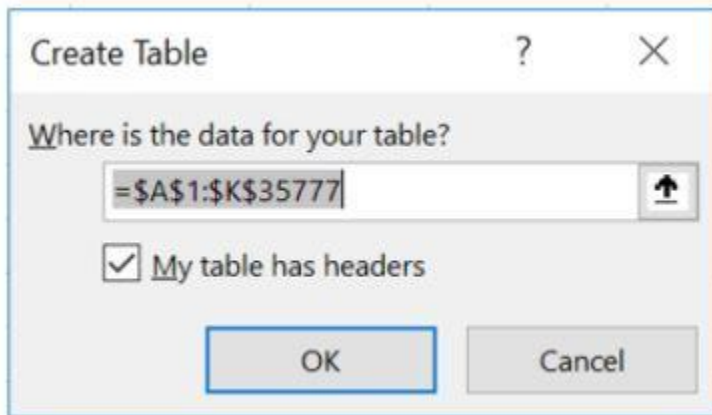 Create Table ?
Where is the data for your table?
=$A$1:$K$35777
My table has headers
OK Cancel